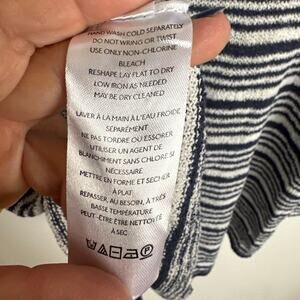 HAND WASH COLD SEPARATELY
DO NOT WRING OR TWIST
USE ONLY NON-CHLORINE
BLEACH
RESHAPE LAY FLAT TO DRY
LOW IRON AS NEEDED
MAY BE DRY CLEANED
LAVER À LA MAIN À L'EAU FROIDE
SÉPARÉMENT
NE PAS TORDRE OU ESSORER
UTILISER UN AGENT DE
BLANCHIMENT SANS CHLORE SI
NÉCESSAIRE
METTRE EN FORME ET SÉCHER
À PLAT
REPASSER, AU BESOIN, À TRÈS
BASSE TEMPÉRATURE
PEUT-ÊTRE ÊTRE NETTOYÉ
À SEC